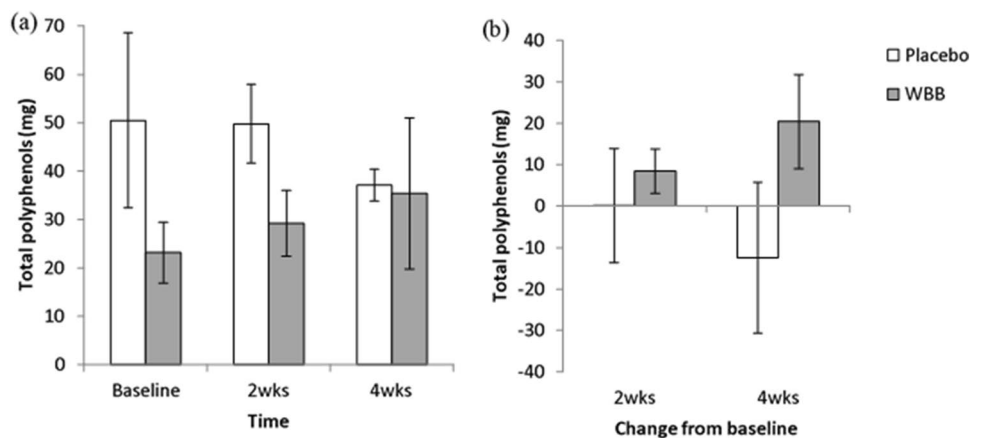 (a)
Total polyphenols (mg)
70
60
50
40
30
20
10
0
Baseline
2wks
4wks
Time
(b)
Total polyphenols (mg)
40
30
20
10
0
-10
-20
-30
-40
2wks
4wks
Change from baseline
Placebo
WBB